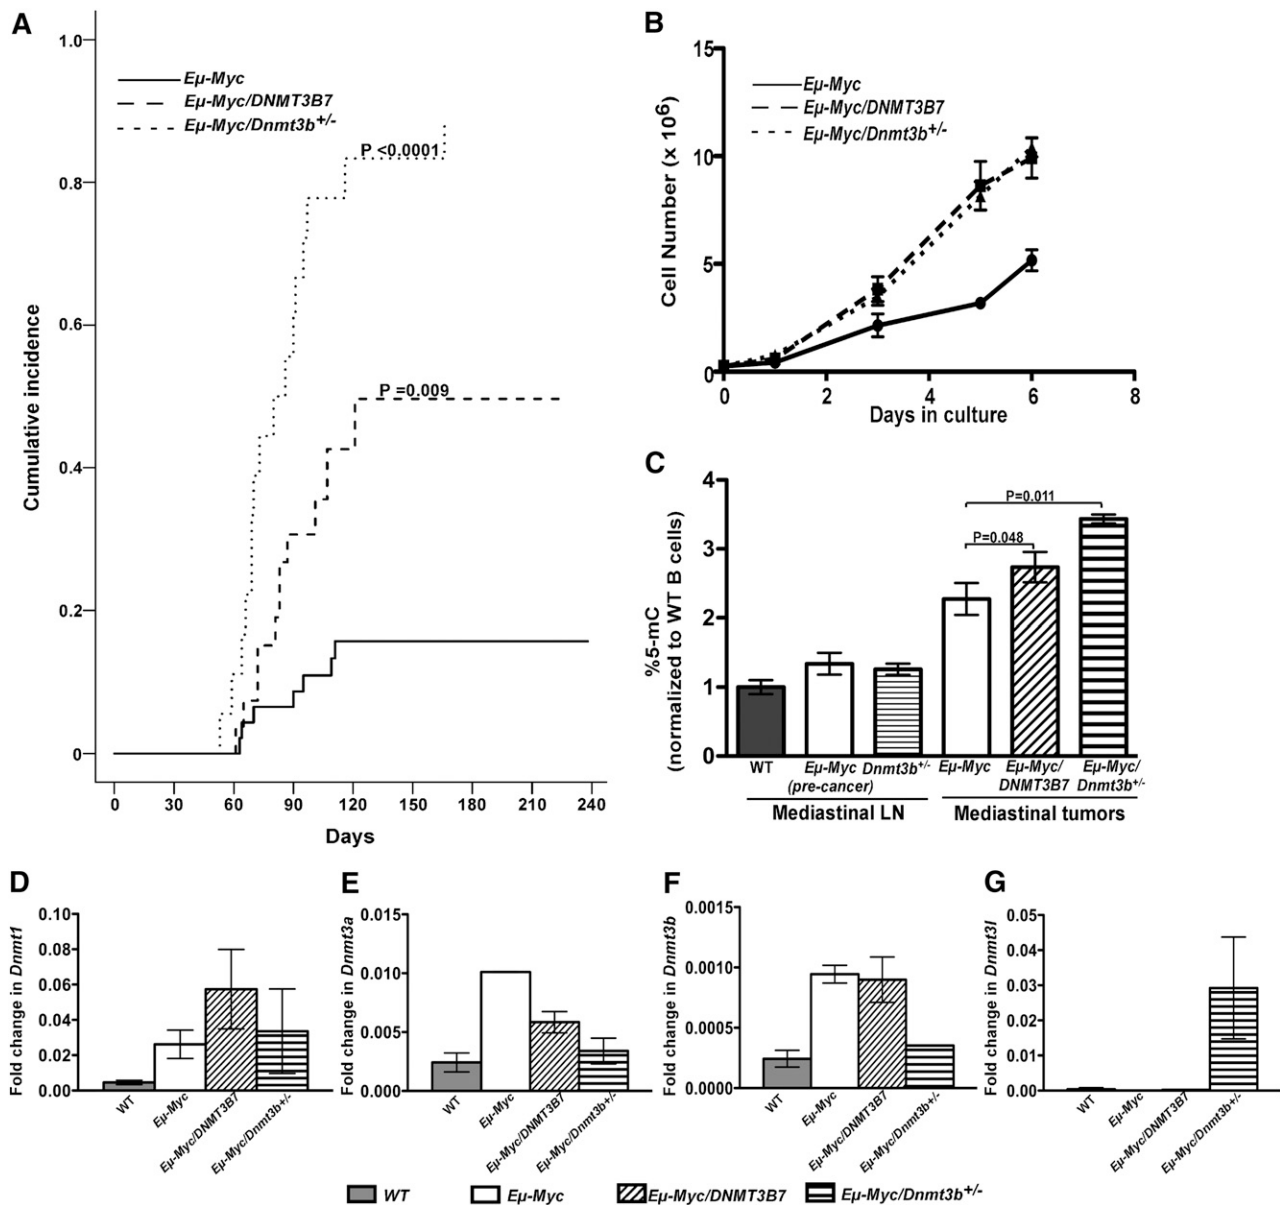 A
1.0
0.8
0.6
0.4
0.2
0
Cumulative incidence
Eμ-Myc
Eμ-Myc/DNMT3B7
Eμ-Myc/Dnmt3b+/-
P <0.0001
P =0.009
0 30 60 90 120 150 180 210 240
Days
B
15
10
5
0
Cell Number (x 10⁶)
Eμ-Myc
Eμ-Myc/DNMT3B7
Eμ-Myc/Dnmt3b+/-
0 2 4 6 8
Days in culture
C
4
3
2
1
0
%5-mC
(normalized to WT B cells)
P=0.011
P=0.048
WT
Eμ-Myc
(pre-cancer)
Dnmt3b+/-
Eμ-Myc
Eμ-Myc/
DNMT3B7
Eμ-Myc/
Dnmt3b+/-
Mediastinal LN
Mediastinal tumors
D
Fold change in Dnmt1
0.10
0.08
0.06
0.04
0.02
0.00
WT
Eμ-Myc
Eμ-Myc/DNMT3B7
Eμ-Myc/Dnmt3b+/-
E
Fold change in Dnmt3a
0.015
0.010
0.005
0.000
WT
Eμ-Myc
Eμ-Myc/DNMT3B7
Eμ-Myc/Dnmt3b+/-
F
Fold change in Dnmt3b
0.0015
0.0010
0.0005
0.0000
WT
Eμ-Myc
Eμ-Myc/DNMT3B7
Eμ-Myc/Dnmt3b+/-
G
Fold change in Dnmt3l
0.05
0.04
0.03
0.02
0.01
0.00
WT
Eμ-Myc
Eμ-Myc/DNMT3B7
Eμ-Myc/Dnmt3b+/-
WT Eμ-Myc Eμ-Myc/DNMT3B7 Eμ-Myc/Dnmt3b+/-